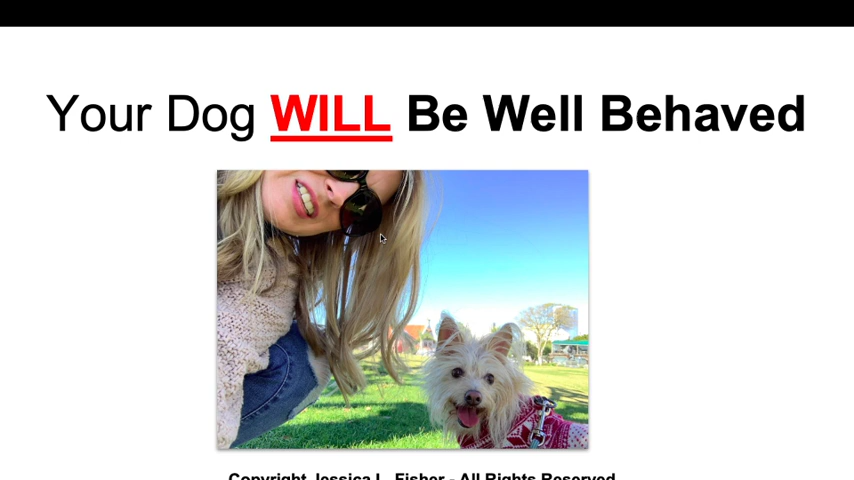 Your Dog WILL Be Well Behaved
Copyright Jessica L. Fisher - All Rights Reserved